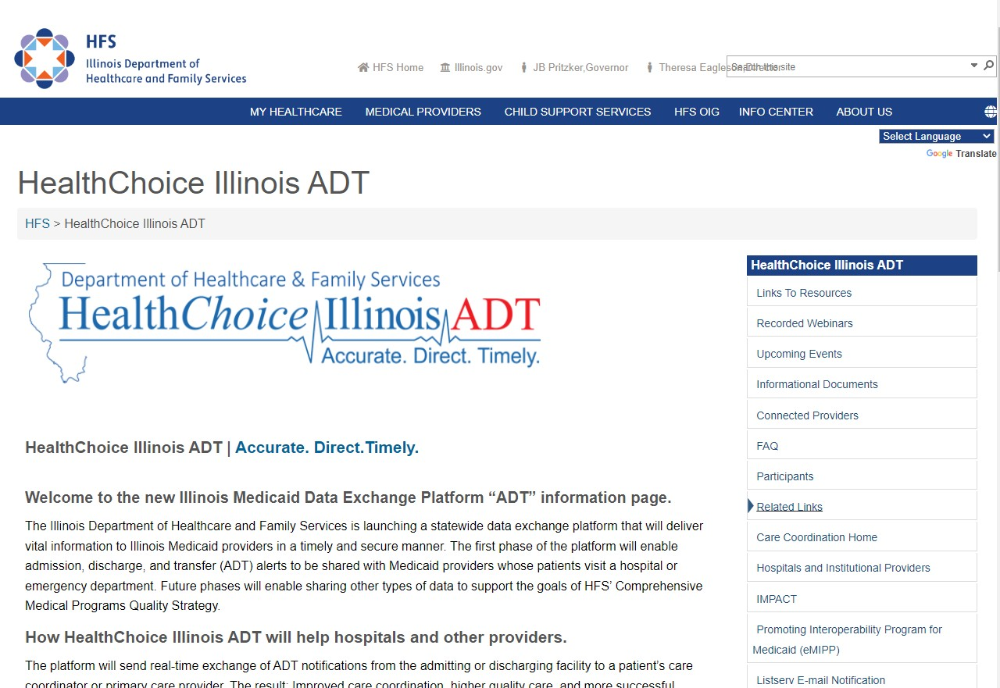 HFS
Illinois Department of
Healthcare and Family Services
HFS Home
Illinois.gov
JB Pritzker,Governor
Theresa Eagleson,Director
Search this site
MY HEALTHCARE
MEDICAL PROVIDERS
CHILD SUPPORT SERVICES
HFS OIG
INFO CENTER
ABOUT US
Select Language
Google Translate
HealthChoice Illinois ADT
HFS > HealthChoice Illinois ADT
Department of Healthcare & Family Services
HealthChoice Illinois ADT
Accurate. Direct. Timely.
HealthChoice Illinois ADT | Accurate. Direct.Timely.
Welcome to the new Illinois Medicaid Data Exchange Platform “ADT” information page.
The Illinois Department of Healthcare and Family Services is launching a statewide data exchange platform that will deliver
vital information to Illinois Medicaid providers in a timely and secure manner. The first phase of the platform will enable
admission, discharge, and transfer (ADT) alerts to be shared with Medicaid providers whose patients visit a hospital or
emergency department. Future phases will enable sharing other types of data to support the goals of HFS’ Comprehensive
Medical Programs Quality Strategy.
How HealthChoice Illinois ADT will help hospitals and other providers.
The platform will send real-time exchange of ADT notifications from the admitting or discharging facility to a patient’s care
coordinator or primary care provider. The result: Improved care coordination, higher quality care, and more successful
HealthChoice Illinois ADT
Links To Resources
Recorded Webinars
Upcoming Events
Informational Documents
Connected Providers
FAQ
Participants
Related Links
Care Coordination Home
Hospitals and Institutional Providers
IMPACT
Promoting Interoperability Program for
Medicaid (eMIPP)
Listserv E-mail Notification